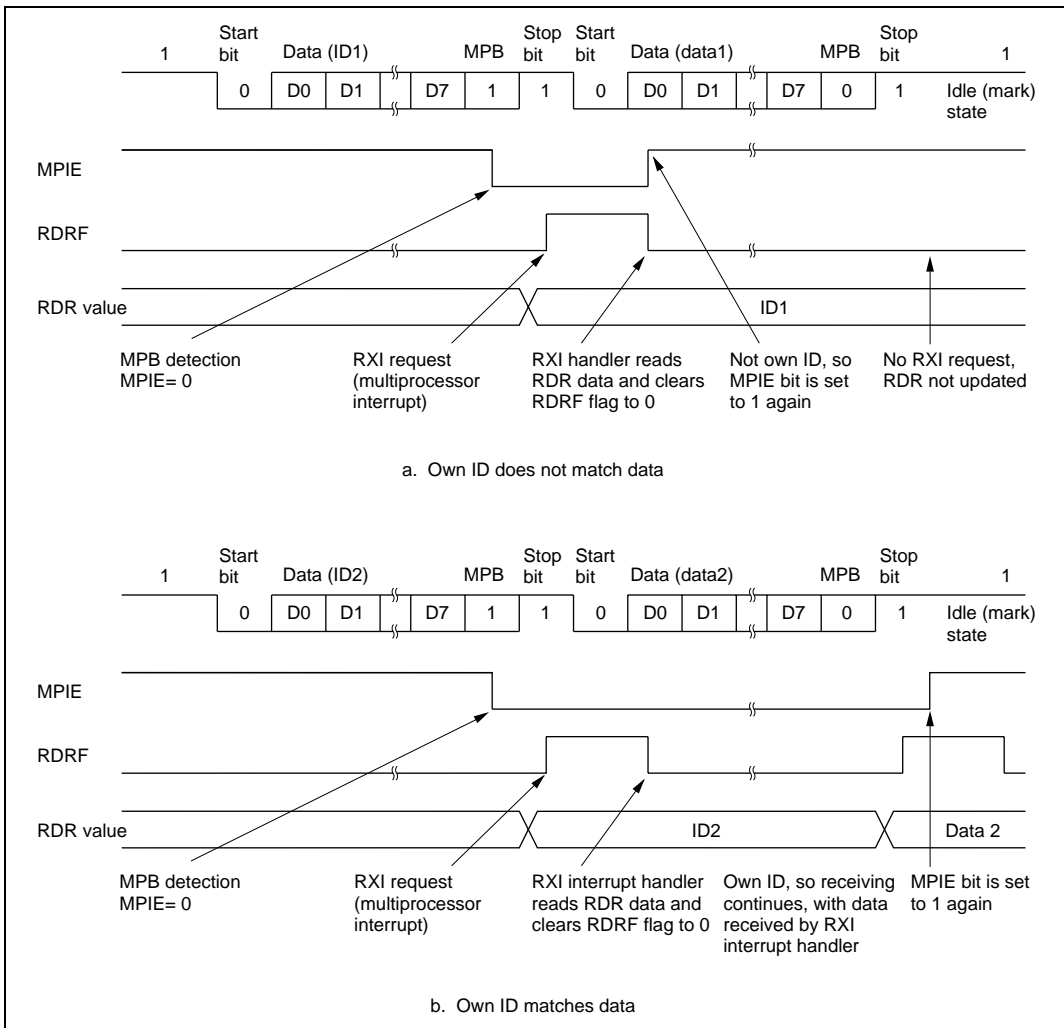 1 Start bit Data (ID1) MPB Stop bit Start bit Data (data1) MPB Stop bit 1
0 D0 D1 D7 1 1 0 D0 D1 D7 0 1 Idle (mark) state
MPIE
RDRF
RDR value ID1
MPB detection
MPIE= 0
RXI request
(multiprocessor
interrupt)
RXI handler reads
RDR data and clears
RDRF flag to 0
Not own ID, so
MPIE bit is set
to 1 again
No RXI request,
RDR not updated
a. Own ID does not match data
1 Start bit Data (ID2) MPB Stop bit Start bit Data (data2) MPB Stop bit 1
0 D0 D1 D7 1 1 0 D0 D1 D7 0 1 Idle (mark) state
MPIE
RDRF
RDR value ID2 Data 2
MPB detection
MPIE= 0
RXI request
(multiprocessor
interrupt)
RXI interrupt handler
reads RDR data and
clears RDRF flag to 0
Own ID, so receiving
continues, with data
received by RXI
interrupt handler
MPIE bit is set
to 1 again
b. Own ID matches data